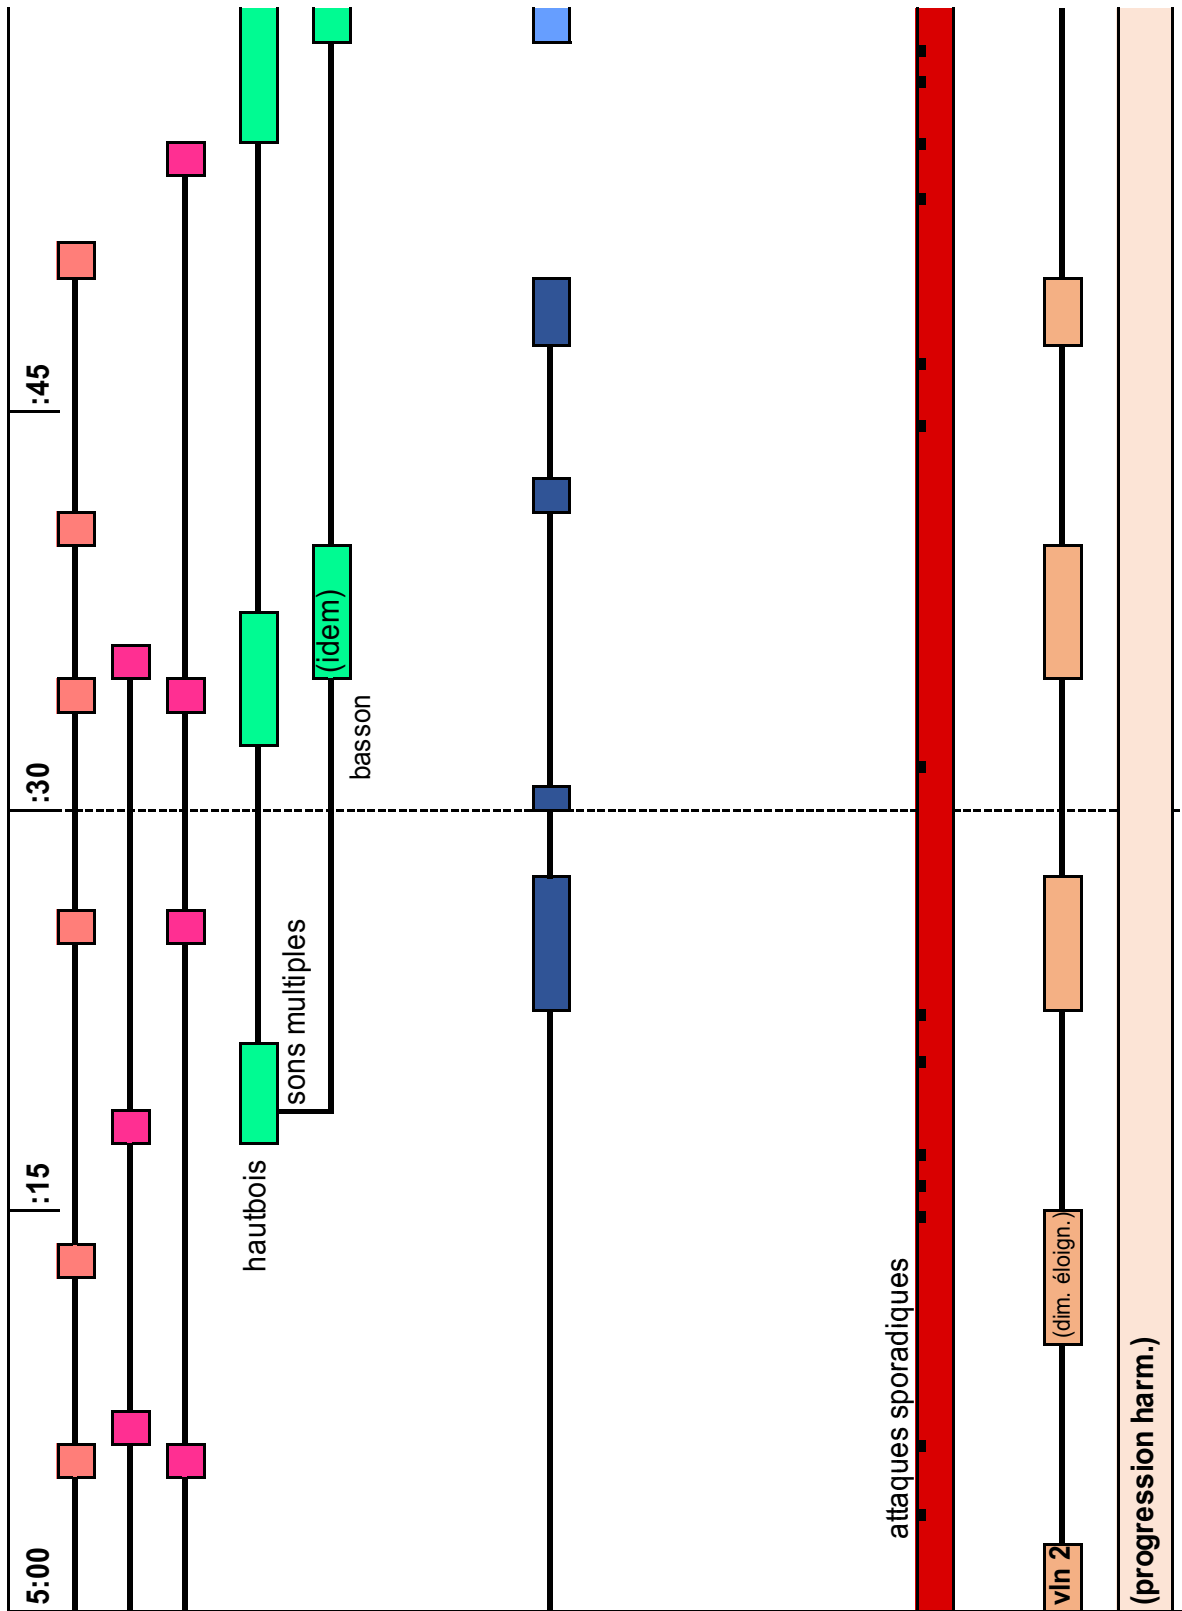 5:00
:15
:30
:45
hautbois
sons multiples
(idem)
basson
attaques sporadiques
vln 2
(dim. éloign.)
(progression harm.)